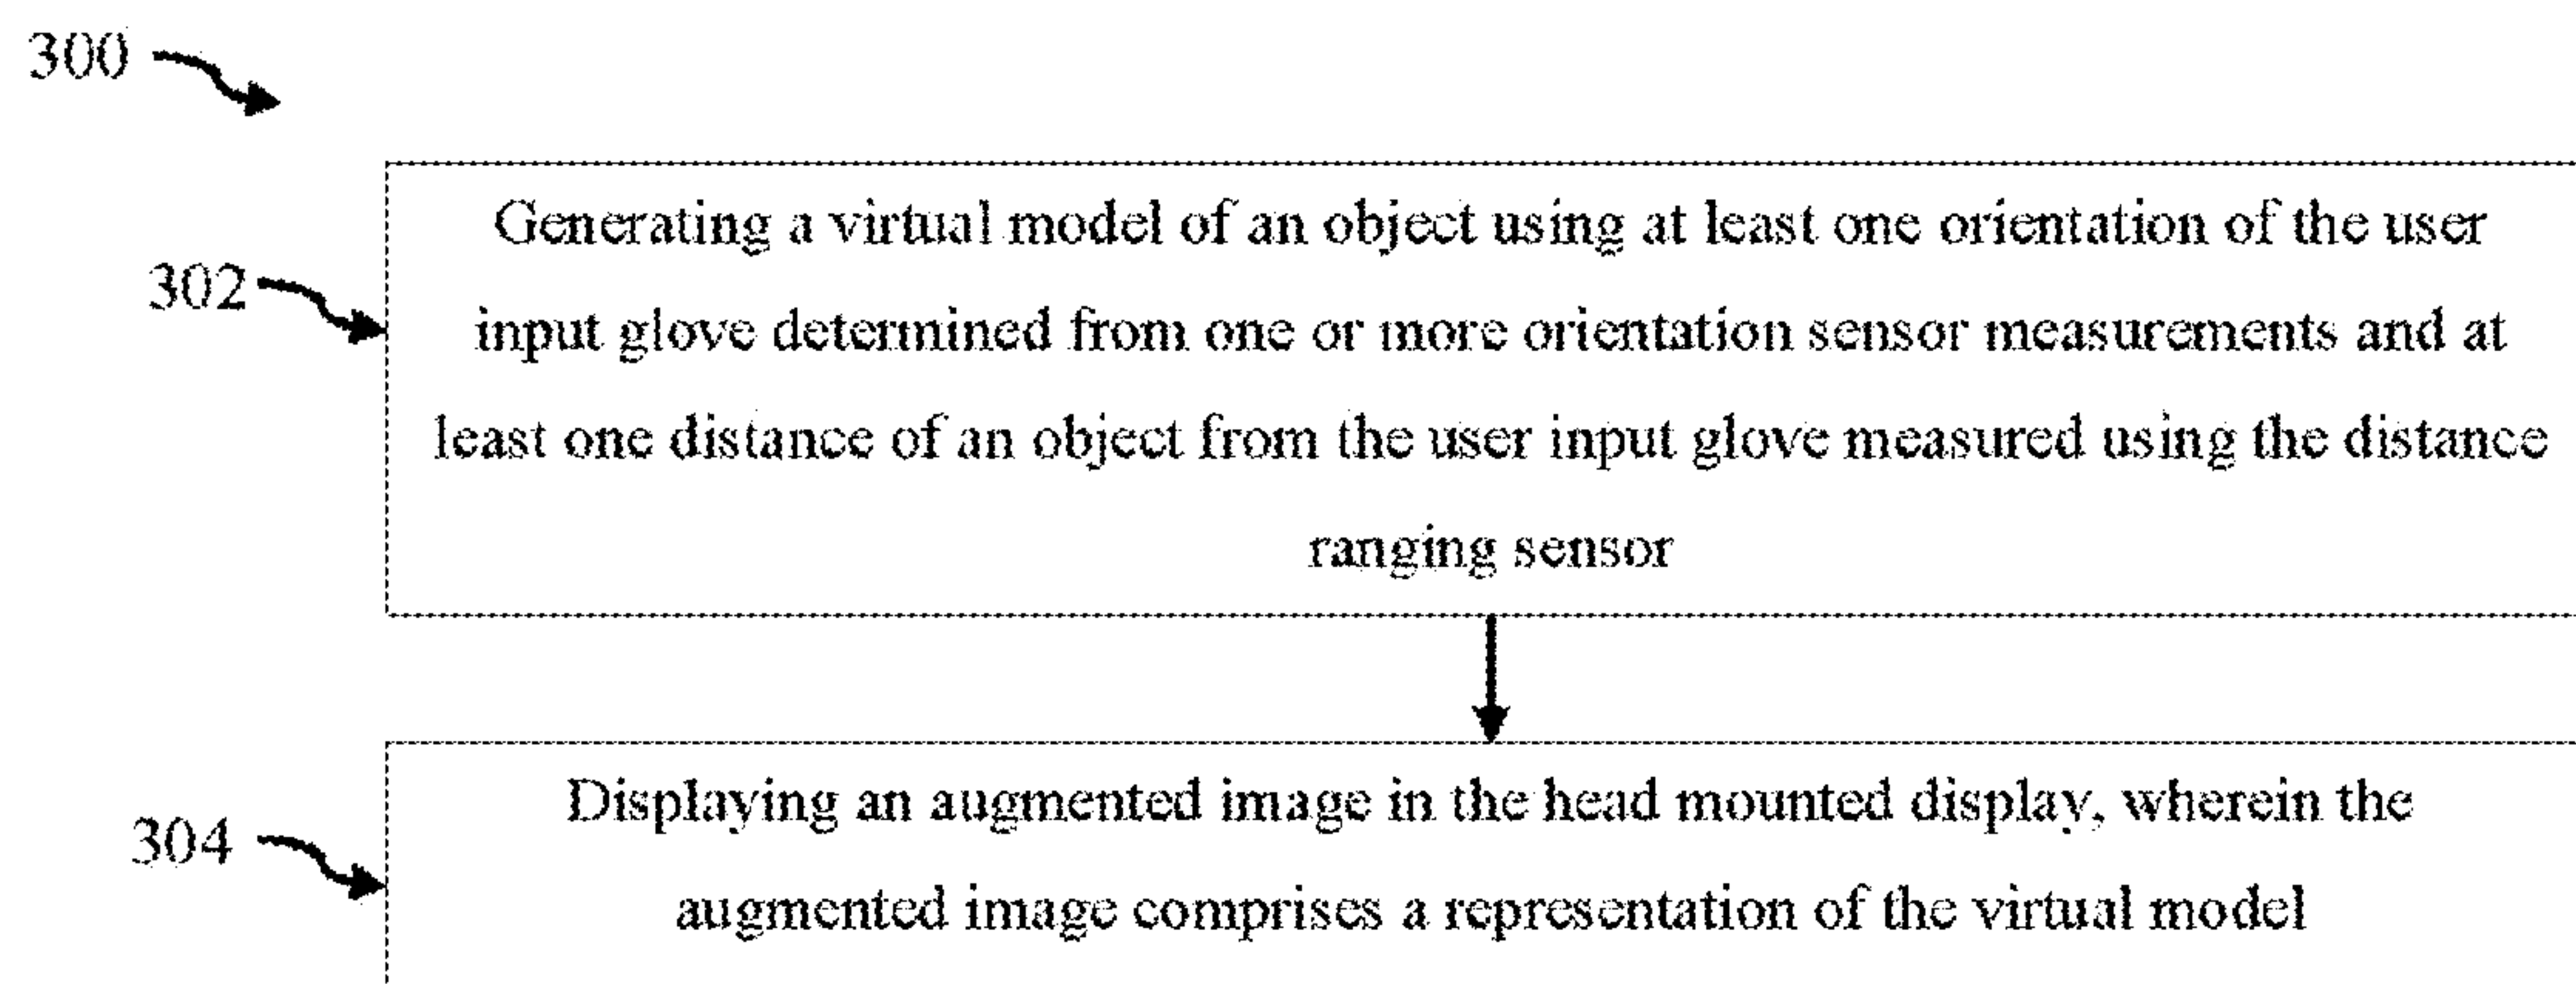 300
302
Generating a virtual model of an object using at least one orientation of the user
input glove determined from one or more orientation sensor measurements and at
least one distance of an object from the user input glove measured using the distance
ranging sensor
304
Displaying an augmented image in the head mounted display, wherein the
augmented image comprises a representation of the virtual model